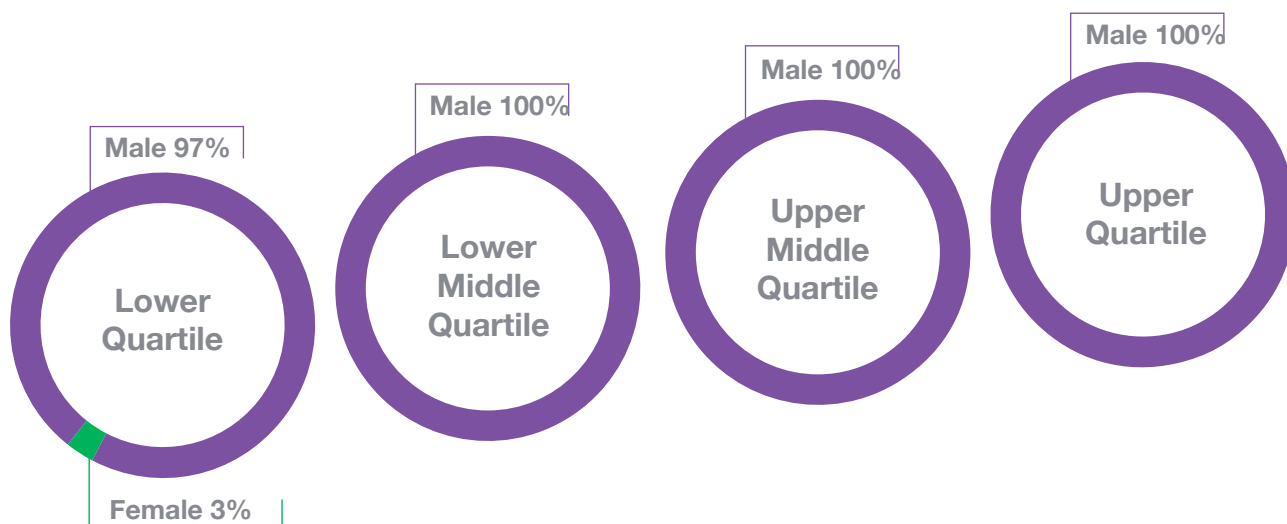 Male 97%
Lower
Quartile
Female 3%
Male 100%
Lower
Middle
Quartile
Male 100%
Upper
Middle
Quartile
Male 100%
Upper
Quartile